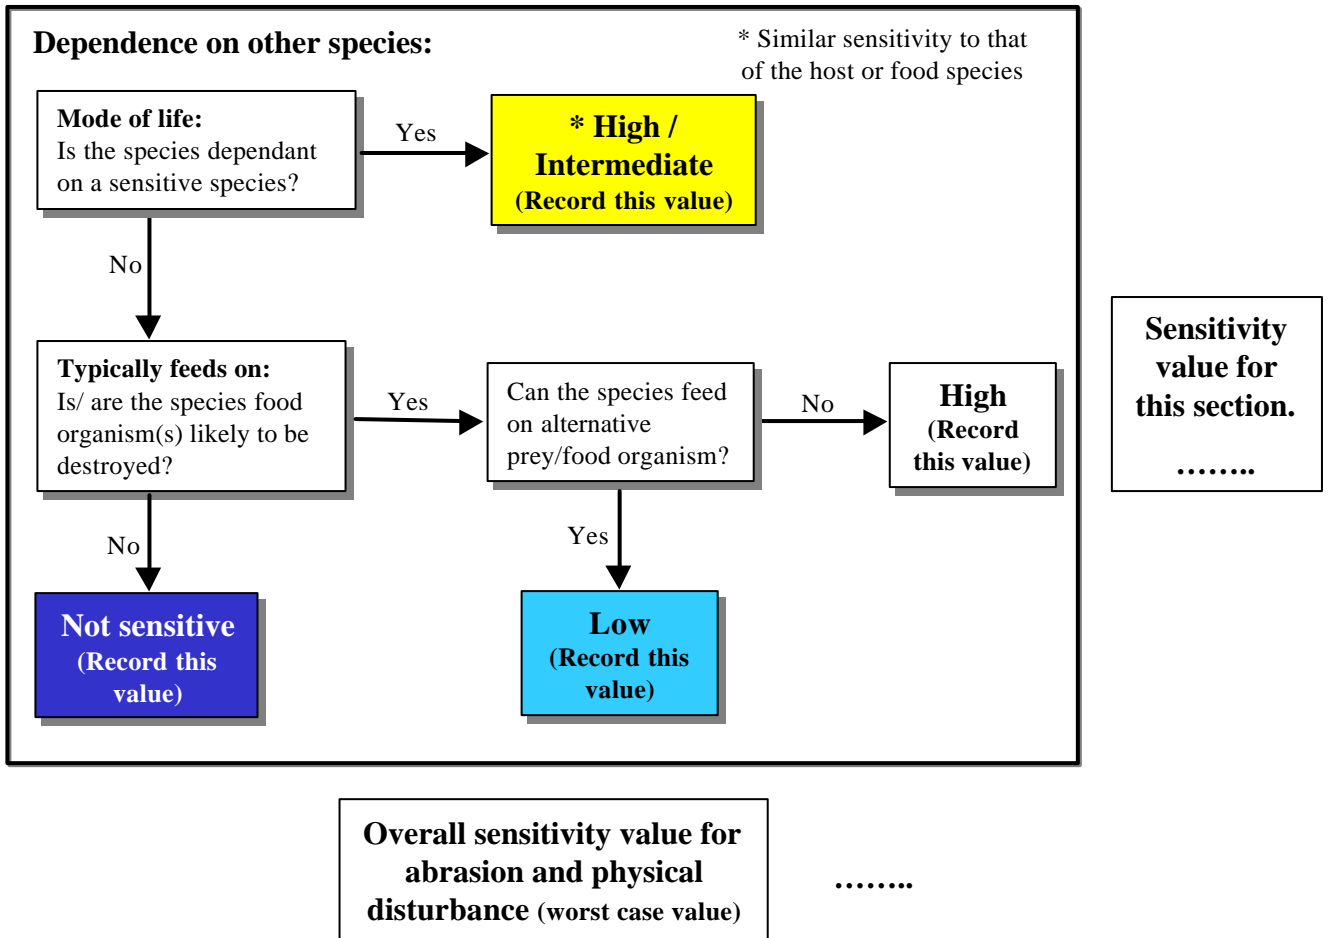 Dependence on other species:
* Similar sensitivity to that
of the host or food species
Mode of life:
Is the species dependant
on a sensitive species?
Yes
* High /
Intermediate
(Record this value)
No
Typically feeds on:
Is/ are the species food
organism(s) likely to be
destroyed?
Yes
Can the species feed
on alternative
prey/food organism?
No
High
(Record
this value)
Sensitivity
value for
this section.
……..
No
Yes
Not sensitive
(Record this
value)
Low
(Record this
value)
Overall sensitivity value for
abrasion and physical
disturbance (worst case value)
……..